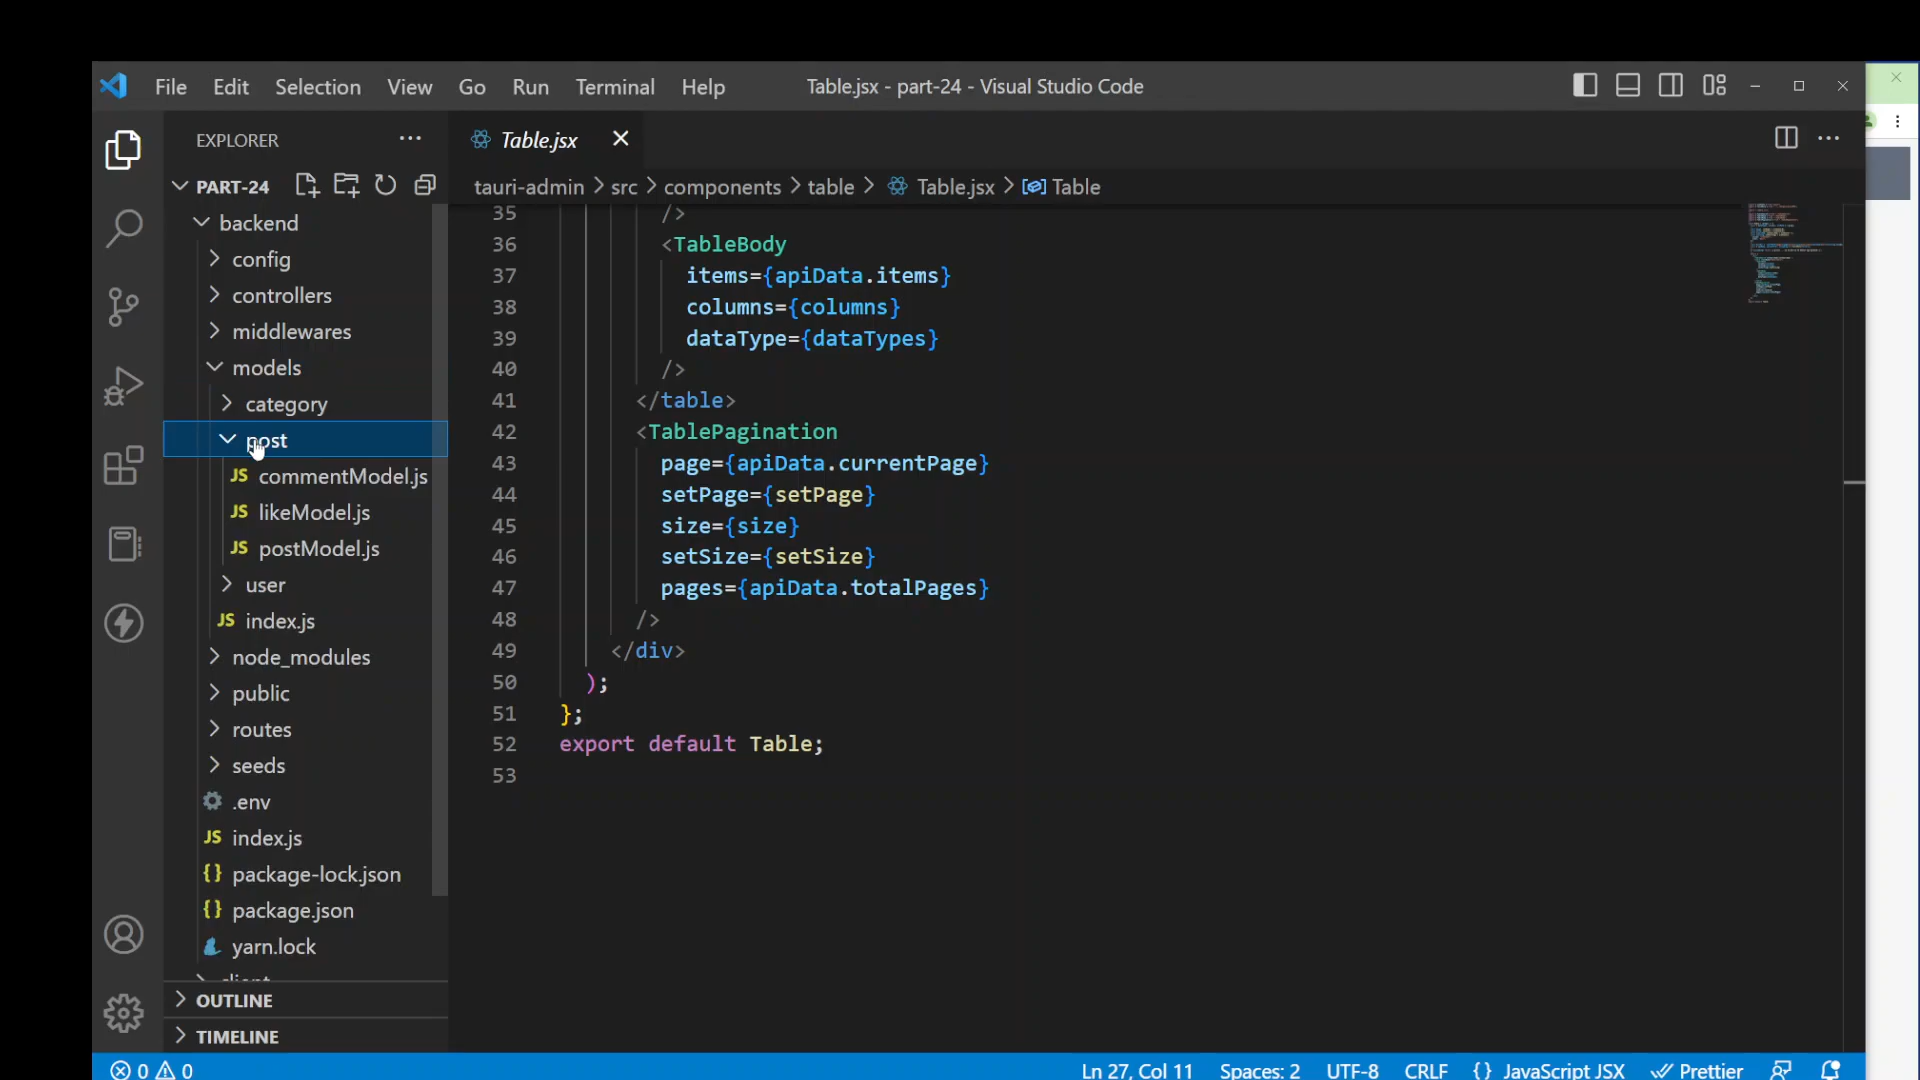 File Edit Selection View Go Run Terminal Help Table.jsx - part-24 - Visual Studio Code
EXPLORER
PART-24
backend
config
controllers
middlewares
models
category
post
JS commentModel.js
JS likeModel.js
JS postModel.js
user
JS index.js
node_modules
public
routes
seeds
.env
JS index.js
{} package-lock.json
{} package.json
yarn.lock
OUTLINE
TIMELINE
Table.jsx
tauri-admin > src > components > table > Table.jsx > Table
35 />
36 <TableBody
37 items={apiData.items}
38 columns={columns}
39 dataType={dataTypes}
40 />
41 </table>
42 <TablePagination
43 page={apiData.currentPage}
44 setPage={setPage}
45 size={size}
46 setSize={setSize}
47 pages={apiData.totalPages}
48 />
49 </div>
50 );
51 };
52 export default Table;
53
0 0 Ln 27, Col 11 Spaces: 2 UTF-8 CRLF {} JavaScript JSX Prettier